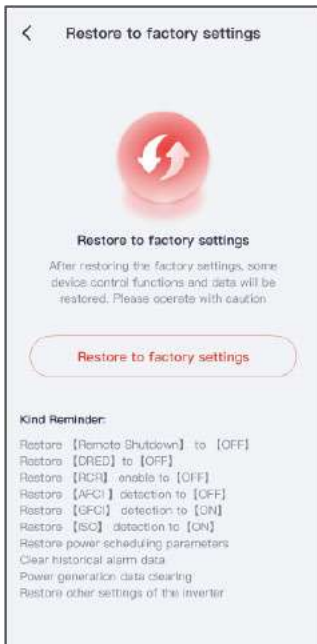 Restore to factory settings
Restore to factory settings
After restoring the factory settings, some
device control functions and data will be
restored. Please operate with caution
Restore to factory settings
Kind Reminder:
Restore 【Remote Shutdown】 to 【OFF】
Restore 【DRED】 to 【OFF】
Restore 【RCR】 enable to 【OFF】
Restore 【AFCI】 detection to 【OFF】
Restore 【GFCI】 detection to 【ON】
Restore 【ISO】 detection to 【ON】
Restore power scheduling parameters
Clear historical alarm data
Power generation data clearing
Restore other settings of the inverter